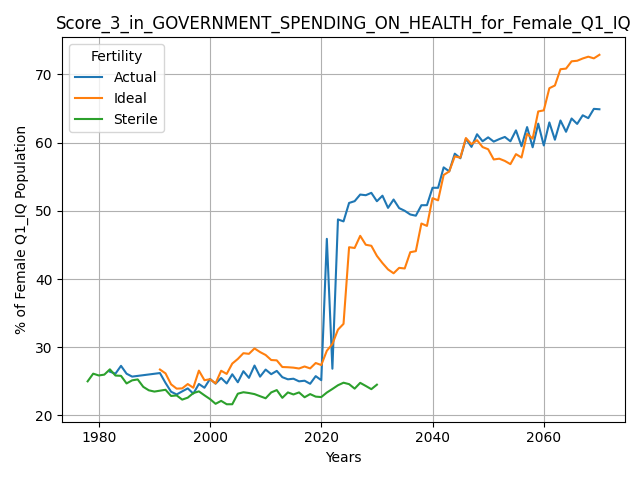 Score_3_in_GOVERNMENT_SPENDING_ON_HEALTH_for_Female_Q1_IQ
Fertility
Actual
Ideal
Sterile
% of Female Q1_IQ Population
70
60
50
40
30
20
1980
2000
2020
2040
2060
Years